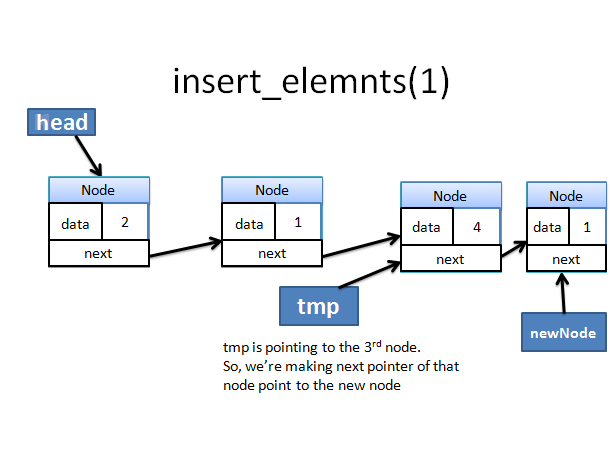 insert_elemnts(1)
head
Node
data 2
next
Node
data 1
next
Node
data 4
next
Node
data 1
next
tmp
newNode
tmp is pointing to the 3rd node.
So, we're making next pointer of that
node point to the new node